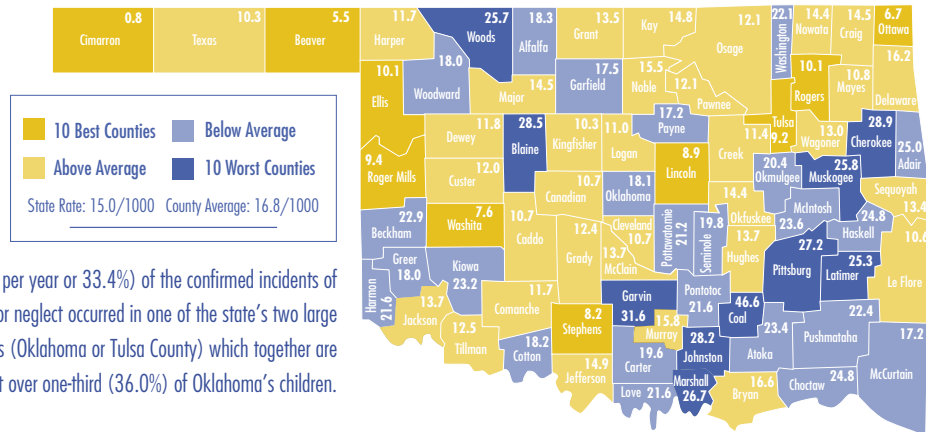 0.8
Cimarron
10.3
Texas
5.5
Beaver
11.7
Harper
25.7
Woods
18.3
Alfalfa
13.5
Grant
14.8
Kay
12.1
Osage
22.1
Washington
14.4
Nowata
14.5
Craig
6.7
Ottawa
10.1
Ellis
18.0
Woodward
14.5
Major
17.5
Garfield
15.5
Noble
12.1
Pawnee
10.1
Rogers
10.8
Mayes
16.2
Delaware
10 Best Counties
Below Average
Above Average
10 Worst Counties
State Rate: 15.0/1000 County Average: 16.8/1000
11.8
Dewey
28.5
Blaine
10.3
Kingfisher
11.0
Logan
17.2
Payne
11.4
Creek
Tulsa
9.2
13.0
Wagoner
28.9
Cherokee
25.0
Adair
9.4
Roger Mills
12.0
Custer
10.7
Canadian
18.1
Oklahoma
8.9
Lincoln
20.4
Okmulgee
25.8
Muskogee
Sequoyah
13.4
22.9
Beckham
7.6
Washita
10.7
Caddo
12.4
Grady
Cleveland
10.7
13.7
McClain
Pottawatomie
21.2
19.8
Seminole
14.4
Okfuskee
13.7
Hughes
McIntosh
23.6
24.8
Haskell
10.6
Le Flore
Greer
18.0
Harmon
21.6
Kiowa
23.2
13.7
Jackson
12.5
Tillman
11.7
Comanche
18.2
Cotton
8.2
Stephens
14.9
Jefferson
Garvin
31.6
15.8
Murray
Pontotoc
21.6
46.6
Coal
27.2
Pittsburg
25.3
Latimer
19.6
Carter
28.2
Johnston
23.4
Atoka
22.4
Pushmataha
17.2
McCurtain
Love 21.6
Marshall
26.7
16.6
Bryan
24.8
Choctaw
per year or 33.4%) of the confirmed incidents of
or neglect occurred in one of the state's two large
s (Oklahoma or Tulsa County) which together are
t over one-third (36.0%) of Oklahoma's children.